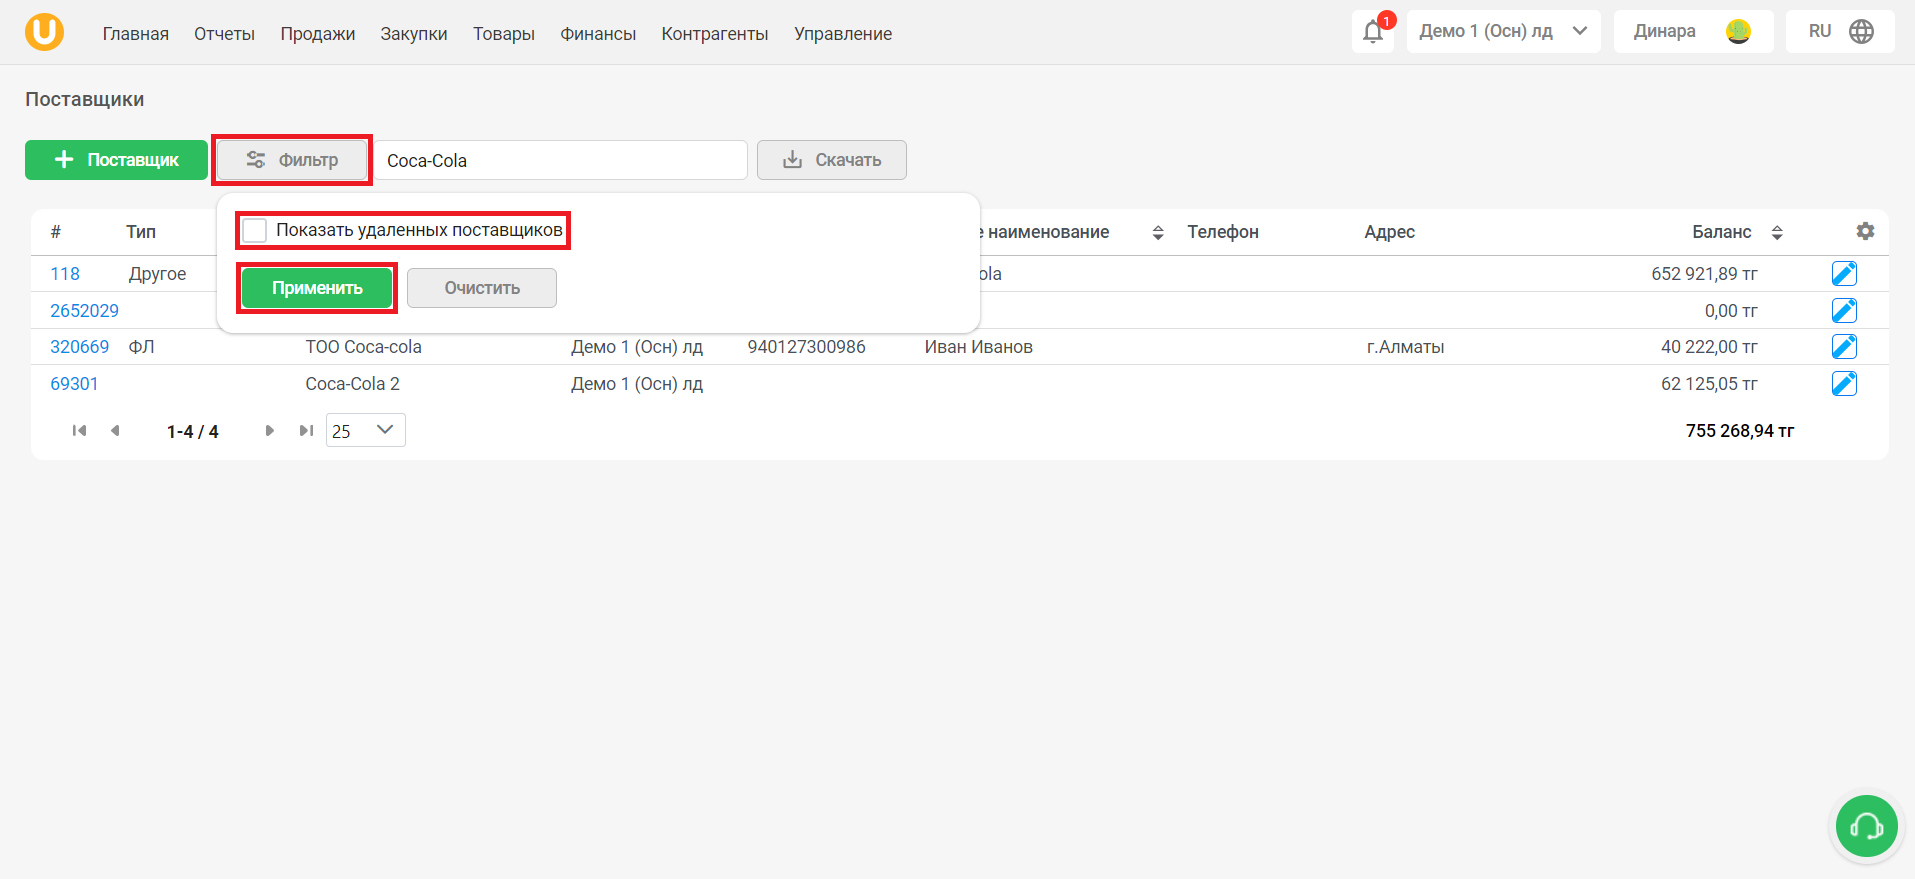 Главная Отчеты Продажи Закупки Товары Финансы Контрагенты Управление 1 Демо 1 (Осн) лд Динара RU
Поставщики
Поставщик Фильтр Coca-Cola Скачать
# Тип е наименование Телефон Адрес Баланс
Показать удаленных поставщиков
118 Другое ola 652 921,89 тг
Применить Очистить
2652029 0,00 тг
320669 ФЛ ТОО Coca-cola Демо 1 (Осн) лд 940127300986 Иван Иванов г.Алматы 40 222,00 тг
69301 Coca-Cola 2 Демо 1 (Осн) лд 62 125,05 тг
1-4 / 4 25 755 268,94 тг